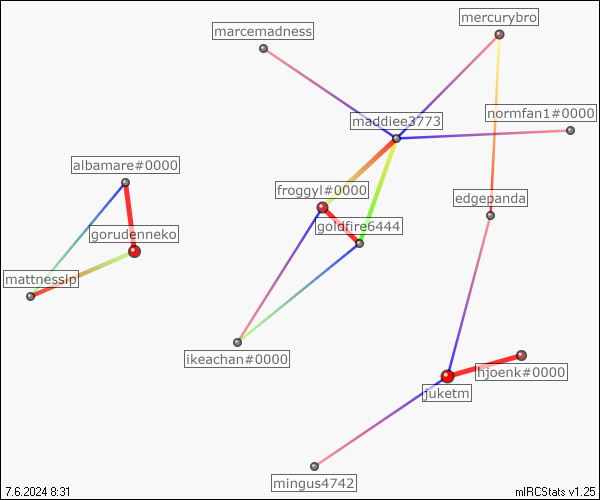 mercurybro
marcemadness
normfan1#0000
maddiee3773
albamare#0000
froggyl#0000
edgepanda
goldfire6444
gorudenneko
mattnesslp
ikeachan#0000
hjoenk#0000
juketm
mingus4742
7.6.2024 8:31
mIRCStats v1.25